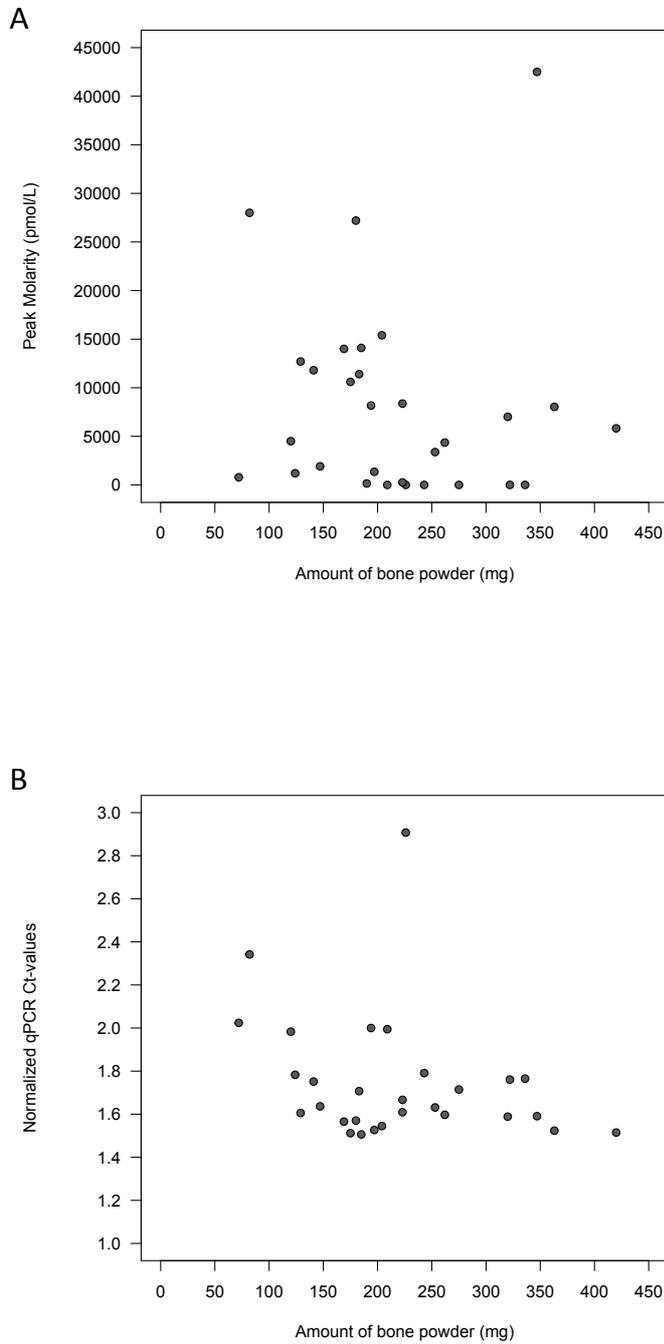 A
45000
40000
35000
30000
25000
20000
15000
10000
5000
0
Peak Molarity (pmol/L)
0 50 100 150 200 250 300 350 400 450
Amount of bone powder (mg)
B
3.0
2.8
2.6
2.4
2.2
2.0
1.8
1.6
1.4
1.2
1.0
Normalized qPCR Ct-values
0 50 100 150 200 250 300 350 400 450
Amount of bone powder (mg)